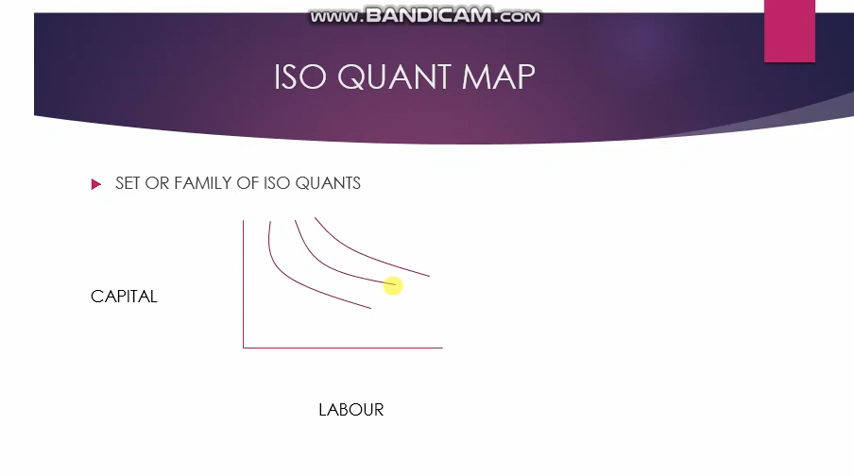 www.BANDICAM.com
ISO QUANT MAP
SET OR FAMILY OF ISO QUANTS
CAPITAL
LABOUR